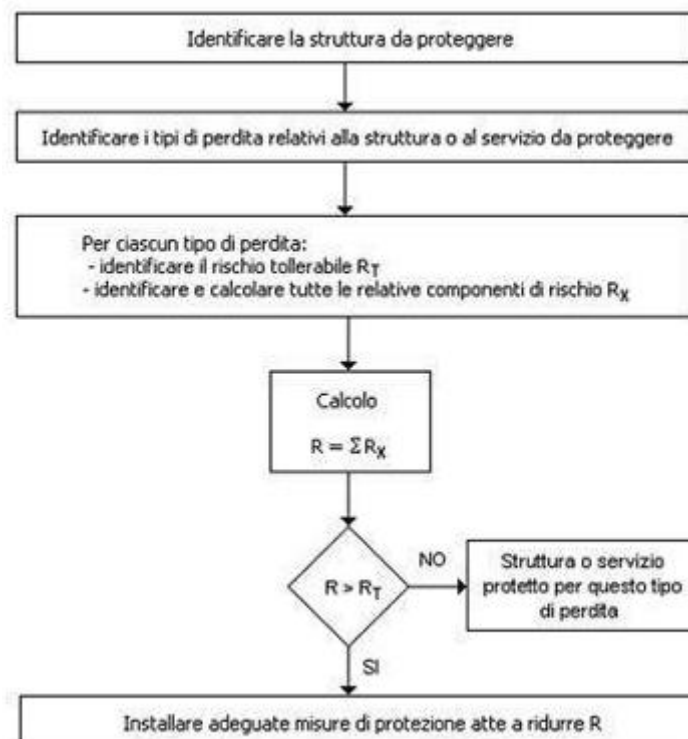 Identificare la struttura da proteggere
Identificare i tipi di perdita relativi alla struttura o al servizio da proteggere
Per ciascun tipo di perdita:
- identificare il rischio tollerabile RT
- identificare e calcolare tutte le relative componenti di rischio RX
Calcolo
R = ΣRX
R > RT
NO
Struttura o servizio
protetto per questo tipo
di perdita
SI
Installare adeguate misure di protezione atte a ridurre R